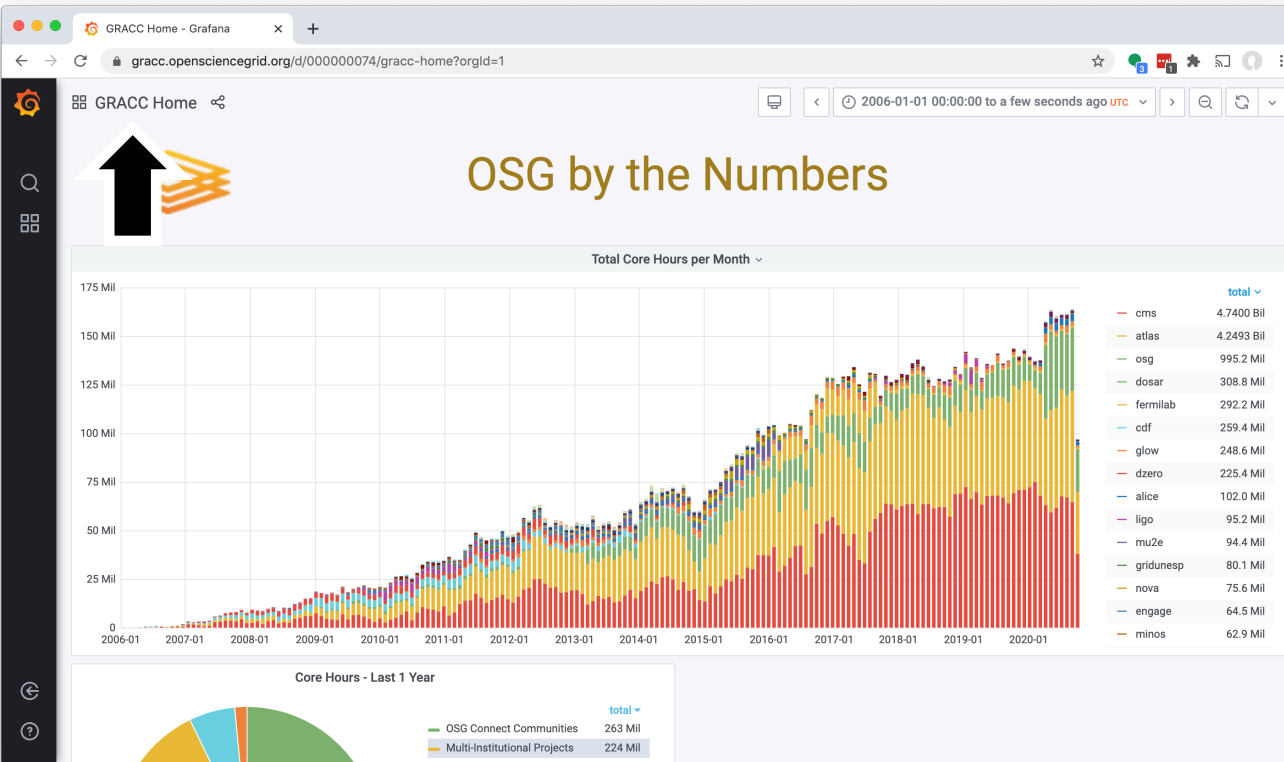 GRACC Home - Grafana
gracc.opensciencegrid.org/d/000000074/gracc-home?orgId=1
3
1
GRACC Home
2006-01-01 00:00:00 to a few seconds ago UTC
OSG by the Numbers
Total Core Hours per Month
175 Mil
150 Mil
125 Mil
100 Mil
75 Mil
50 Mil
25 Mil
0
2006-01 2007-01 2008-01 2009-01 2010-01 2011-01 2012-01 2013-01 2014-01 2015-01 2016-01 2017-01 2018-01 2019-01 2020-01
total
cms 4.7400 Bil
atlas 4.2493 Bil
osg 995.2 Mil
dosar 308.8 Mil
fermilab 292.2 Mil
cdf 259.4 Mil
glow 248.6 Mil
dzero 225.4 Mil
alice 102.0 Mil
ligo 95.2 Mil
mu2e 94.4 Mil
gridunesp 80.1 Mil
nova 75.6 Mil
engage 64.5 Mil
minos 62.9 Mil
Core Hours - Last 1 Year
total
OSG Connect Communities 263 Mil
Multi-Institutional Projects 224 Mil